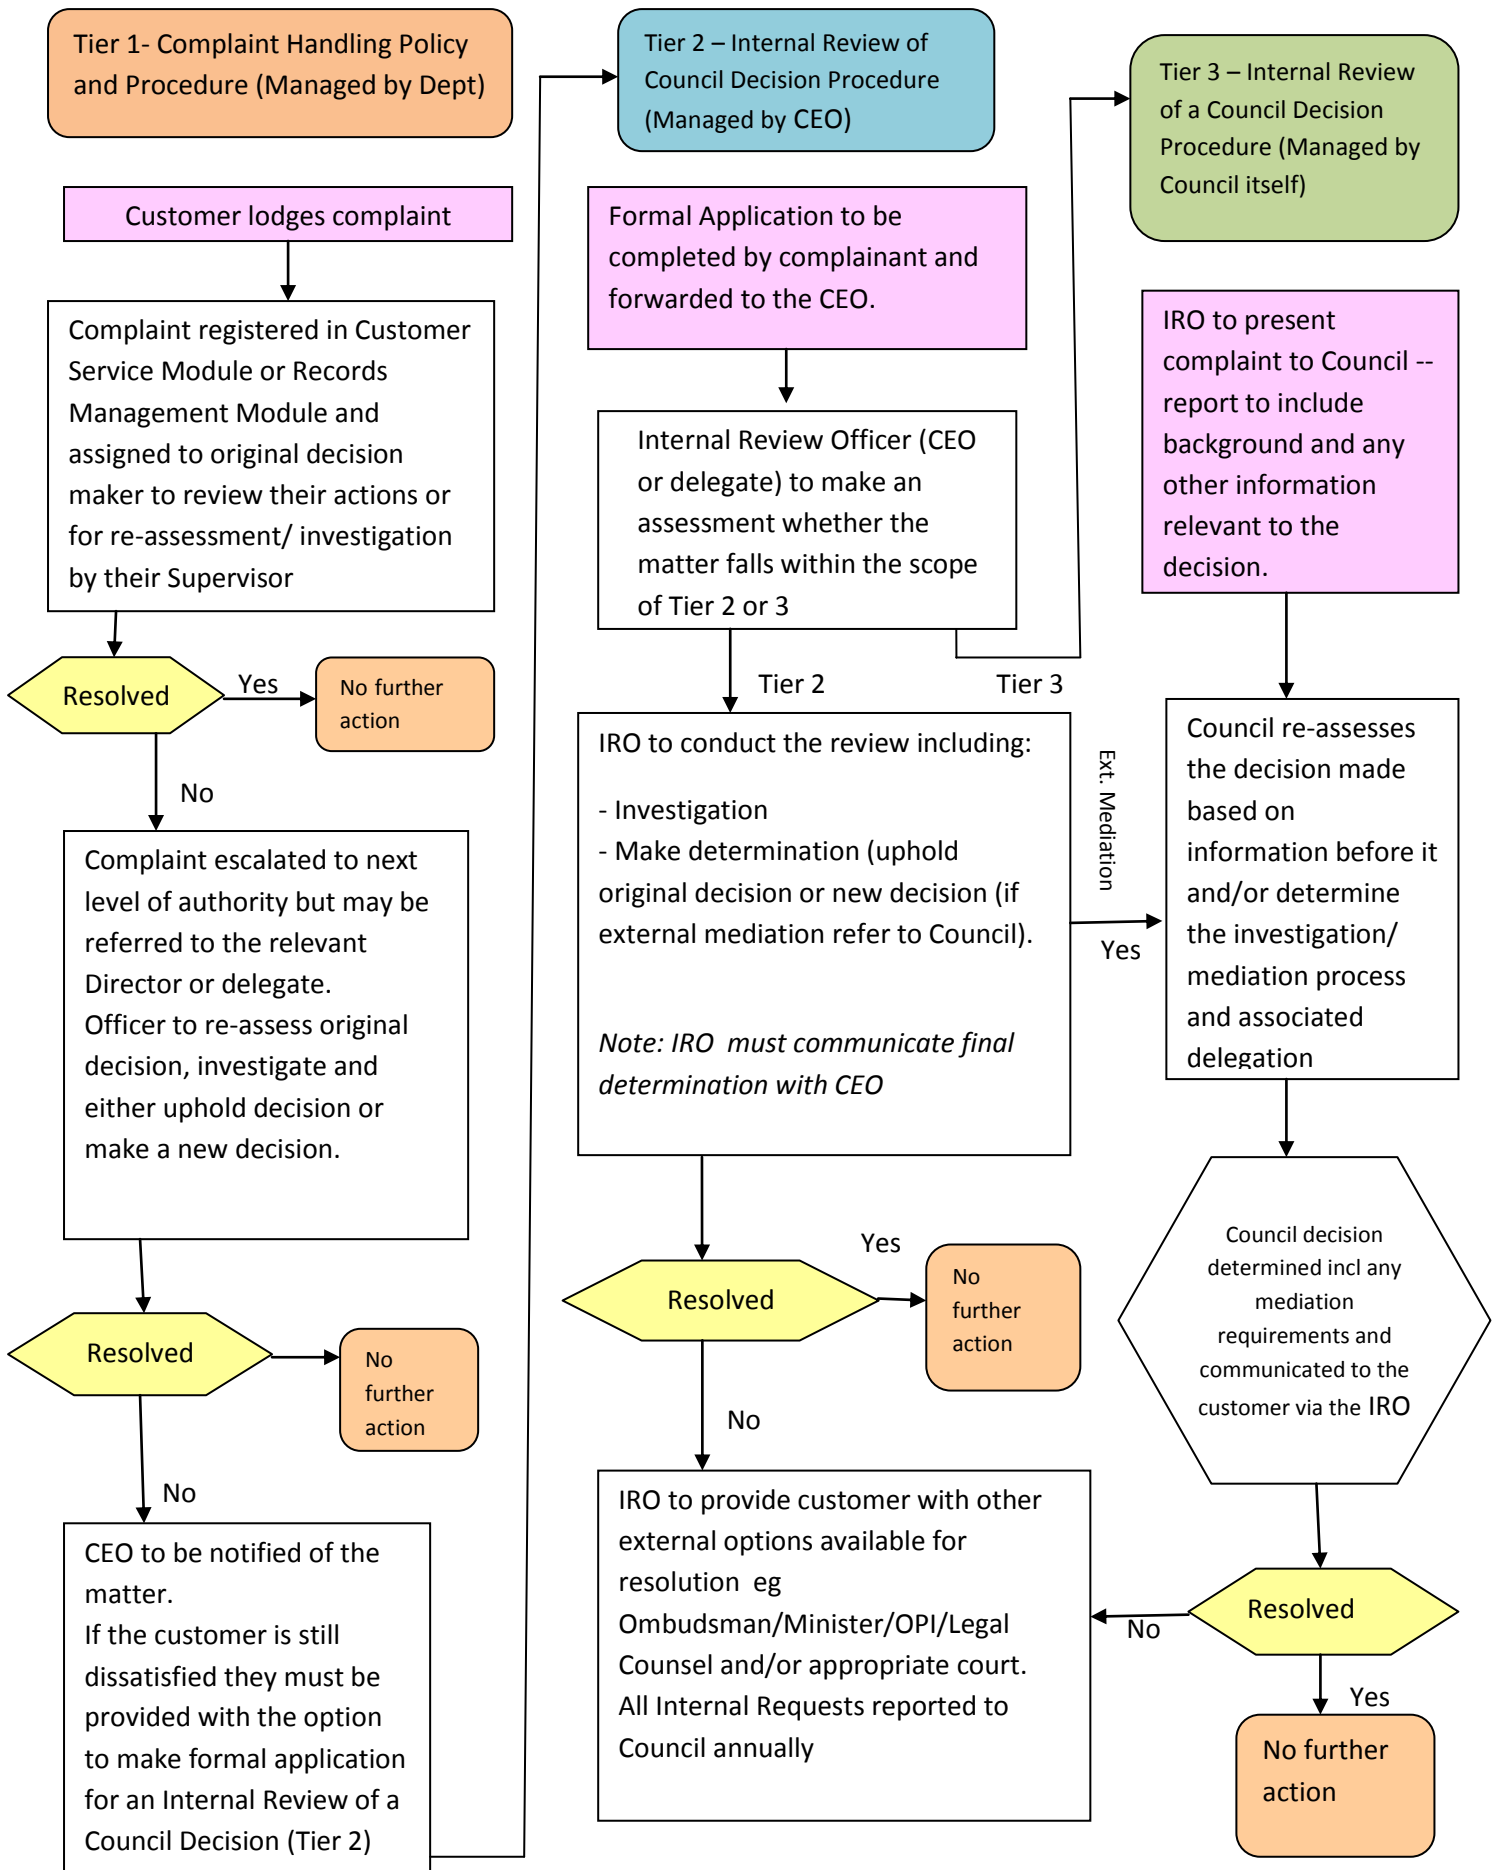 Tier 1- Complaint Handling Policy
and Procedure (Managed by Dept)
Customer lodges complaint
Complaint registered in Customer
Service Module or Records
Management Module and
assigned to original decision
maker to review their actions or
for re-assessment/ investigation
by their Supervisor
Resolved
Yes
No further
action
No
Complaint escalated to next
level of authority but may be
referred to the relevant
Director or delegate.
Officer to re-assess original
decision, investigate and
either uphold decision or
make a new decision.
Resolved
No
further
action
No
CEO to be notified of the
matter.
If the customer is still
dissatisfied they must be
provided with the option
to make formal application
for an Internal Review of a
Council Decision (Tier 2)
Tier 2 – Internal Review of
Council Decision Procedure
(Managed by CEO)
Formal Application to be
completed by complainant and
forwarded to the CEO.
Internal Review Officer (CEO
or delegate) to make an
assessment whether the
matter falls within the scope
of Tier 2 or 3
Tier 2
Tier 3
IRO to conduct the review including:
- Investigation
- Make determination (uphold
original decision or new decision (if
external mediation refer to Council).
Note: IRO  must communicate final
determination with CEO
Ext. Mediation
Yes
Resolved
Yes
No
further
action
No
IRO to provide customer with other
external options available for
resolution  eg
Ombudsman/Minister/OPI/Legal
Counsel and/or appropriate court.
All Internal Requests reported to
Council annually
Tier 3 – Internal Review
of a Council Decision
Procedure (Managed by
Council itself)
IRO to present
complaint to Council --
report to include
background and any
other information
relevant to the
decision.
Council re-assesses
the decision made
based on
information before it
and/or determine
the investigation/
mediation process
and associated
delegation
Council decision
determined incl any
mediation
requirements and
communicated to the
customer via the IRO
Resolved
No
Yes
No further
action